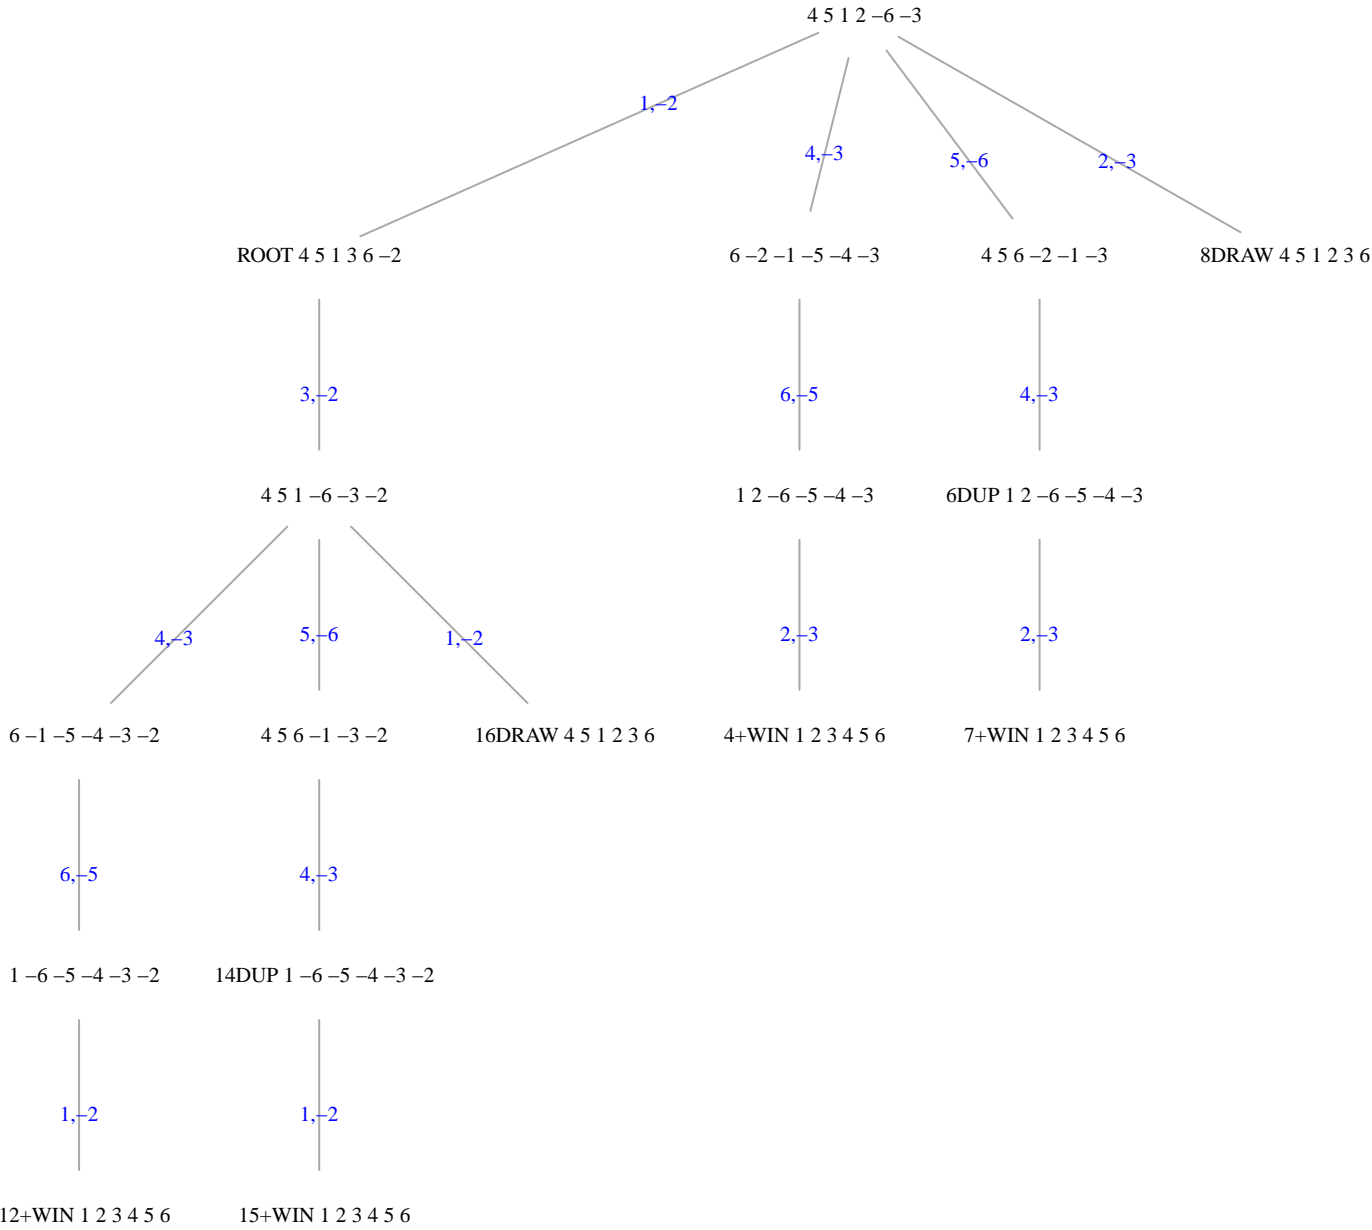 4 5 1 2 –6 –3
1,–2
4,–3
5,–6
2,–3
ROOT 4 5 1 3 6 –2
6 –2 –1 –5 –4 –3
4 5 6 –2 –1 –3
8DRAW 4 5 1 2 3 6
3,–2
6,–5
4,–3
4 5 1 –6 –3 –2
1 2 –6 –5 –4 –3
6DUP 1 2 –6 –5 –4 –3
4,–3
5,–6
1,–2
2,–3
2,–3
6 –1 –5 –4 –3 –2
4 5 6 –1 –3 –2
16DRAW 4 5 1 2 3 6
4+WIN 1 2 3 4 5 6
7+WIN 1 2 3 4 5 6
6,–5
4,–3
1 –6 –5 –4 –3 –2
14DUP 1 –6 –5 –4 –3 –2
1,–2
1,–2
12+WIN 1 2 3 4 5 6
15+WIN 1 2 3 4 5 6